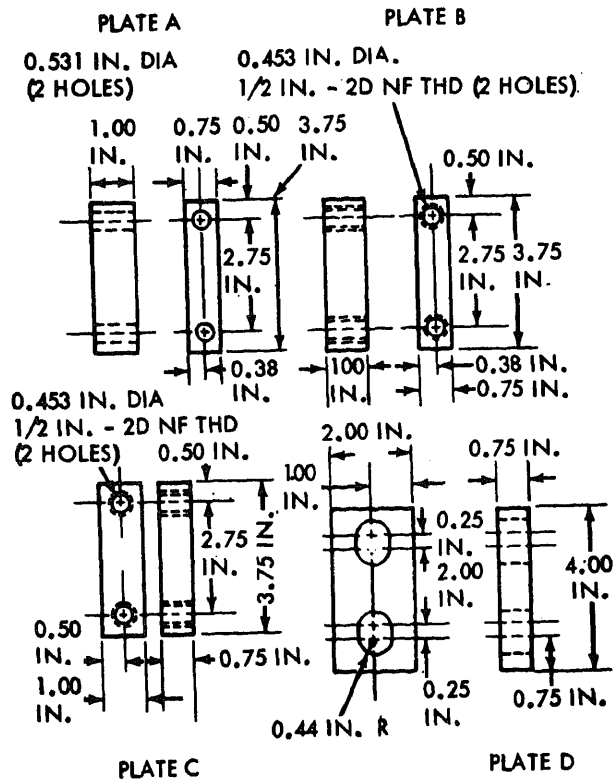 PLATE A
0.531 IN. DIA
(2 HOLES)
1.00
IN.
0.75
IN.
0.50
IN.
3.75
IN.
2.75
IN.
0.38
IN.
PLATE B
0.453 IN. DIA.
1/2 IN. - 2D NF THD (2 HOLES)
0.50 IN.
2.75
IN.
3.75
IN.
100
IN.
0.38 IN.
0.75 IN.
0.453 IN. DIA
1/2 IN. - 2D NF THD
(2 HOLES)
0.50 IN.
2.75
IN.
3.75 IN.
0.50
IN.
1.00
IN.
0.75 IN.
PLATE C
2.00 IN.
0.75 IN.
1.00
IN.
0.25
IN.
2.00
IN.
4.00
IN.
0.25
IN.
0.75 IN.
0.44 IN. R
PLATE D